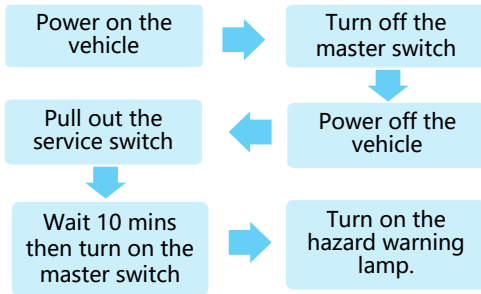 Power on the
vehicle
Turn off the
master switch
Power off the
vehicle
Pull out the
service switch
Wait 10 mins
then turn on the
master switch
Turn on the
hazard warning
lamp.